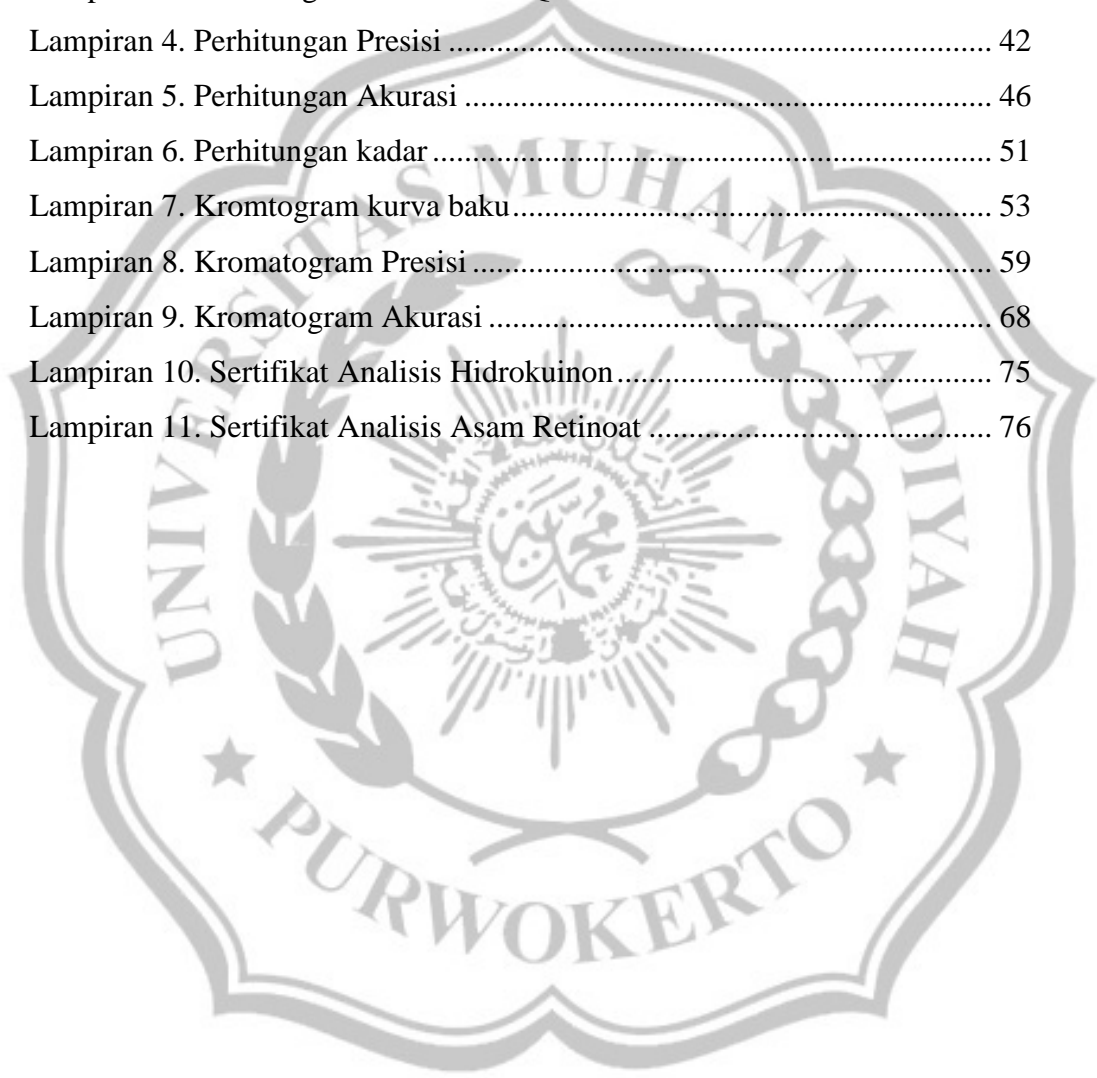 Lampiran 4. Perhitungan Presisi ................................................................... 42
Lampiran 5. Perhitungan Akurasi ................................................................. 46
Lampiran 6. Perhitungan kadar ..................................................................... 51
Lampiran 7. Kromtogram kurva baku ........................................................... 53
Lampiran 8. Kromatogram Presisi ................................................................ 59
Lampiran 9. Kromatogram Akurasi .............................................................. 68
Lampiran 10. Sertifikat Analisis Hidrokuinon .............................................. 75
Lampiran 11. Sertifikat Analisis Asam Retinoat .......................................... 76
UNIVERSITAS MUHAMMADIYAH
PURWOKERTO